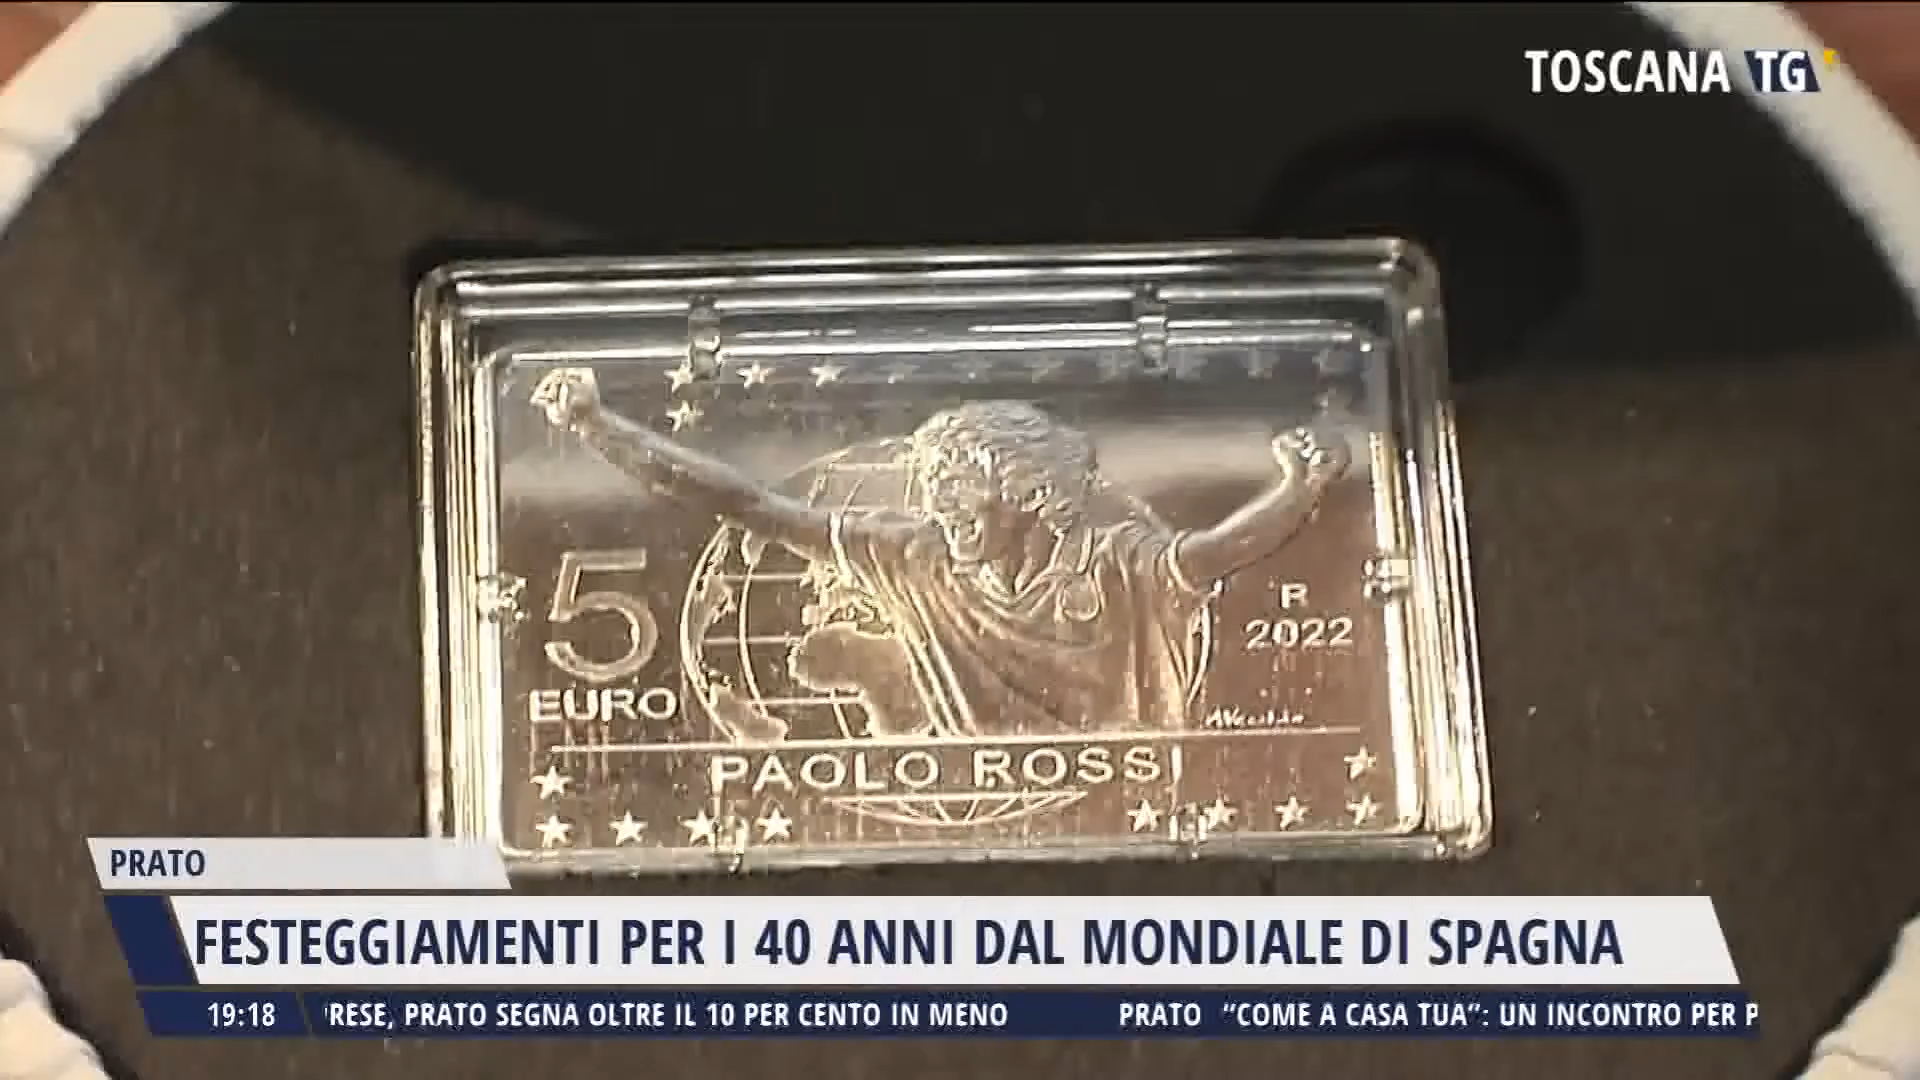 TOSCANA TG
5
EURO
R
2022
PAOLO ROSSI
PRATO
FESTEGGIAMENTI PER I 40 ANNI DAL MONDIALE DI SPAGNA
19:18 RESE, PRATO SEGNA OLTRE IL 10 PER CENTO IN MENO PRATO "COME A CASA TUA": UN INCONTRO PER P